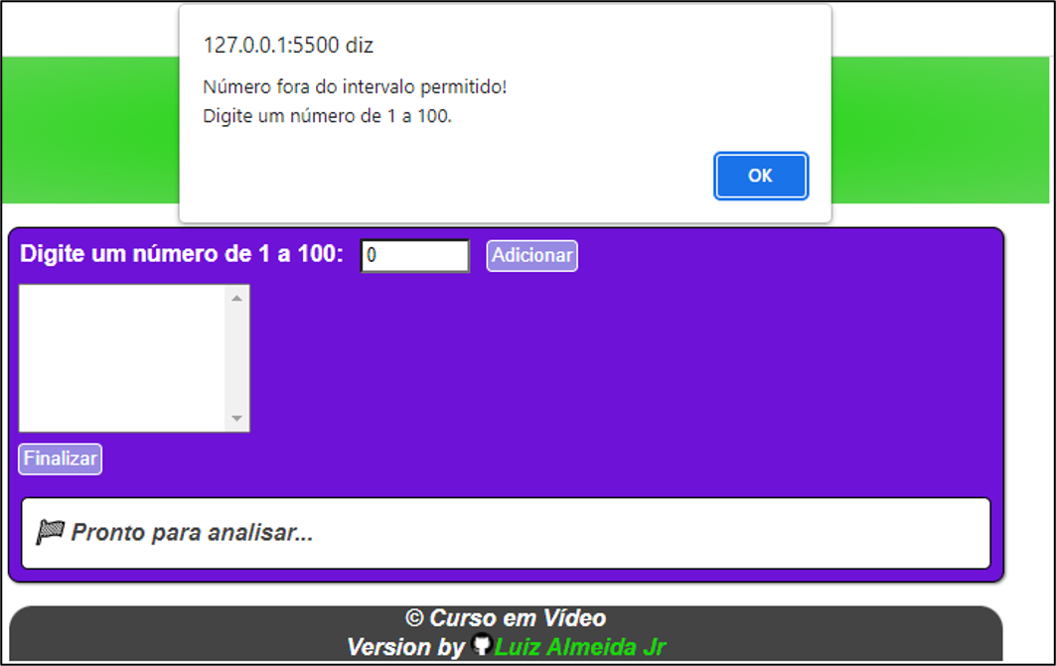 127.0.0.1:5500 diz
Número fora do intervalo permitido!
Digite um número de 1 a 100.
OK
Digite um número de 1 a 100: 0 Adicionar
Finalizar
Pronto para analisar...
© Curso em Vídeo
Version by Luiz Almeida Jr